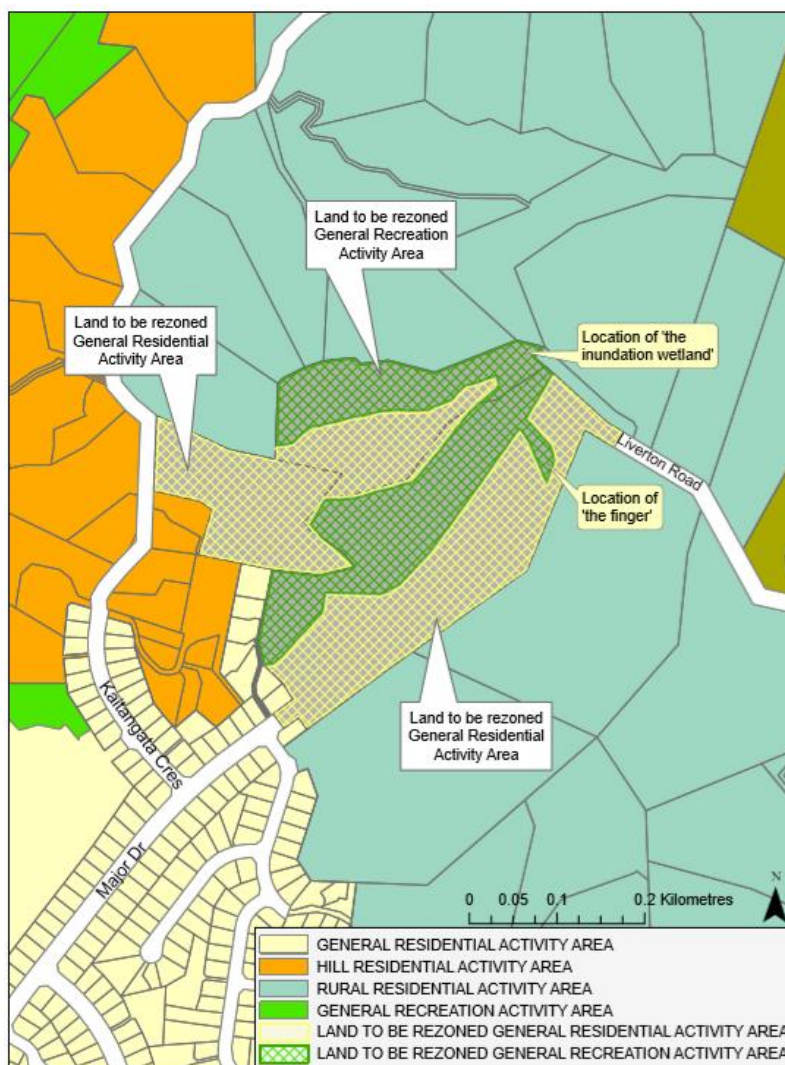 Land to be rezoned
General Recreation
Activity Area
Land to be rezoned
General Residential
Activity Area
Location of 'the
inundation wetland'
Liverton Road
Location of
'the finger'
Land to be rezoned
General Residential
Activity Area
Kaitangata Cres
Major Dr
N
0 0.05 0.1 0.2 Kilometres
GENERAL RESIDENTIAL ACTIVITY AREA
HILL RESIDENTIAL ACTIVITY AREA
RURAL RESIDENTIAL ACTIVITY AREA
GENERAL RECREATION ACTIVITY AREA
LAND TO BE REZONED GENERAL RESIDENTIAL ACTIVITY AREA
LAND TO BE REZONED GENERAL RECREATION ACTIVITY AREA